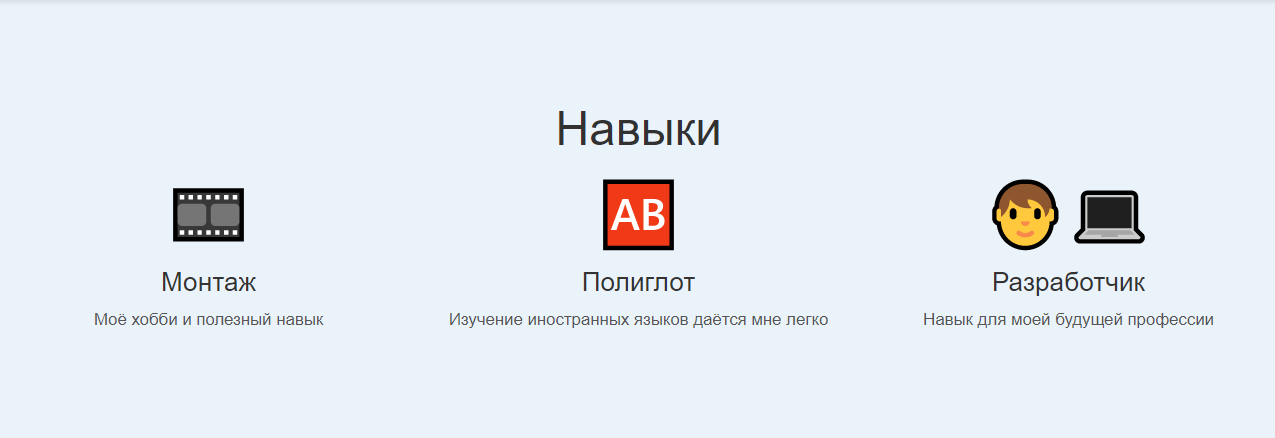 Навыки
AB
Монтаж
Полиглот
Разработчик
Моё хобби и полезный навык
Изучение иностранных языков даётся мне легко
Навык для моей будущей профессии